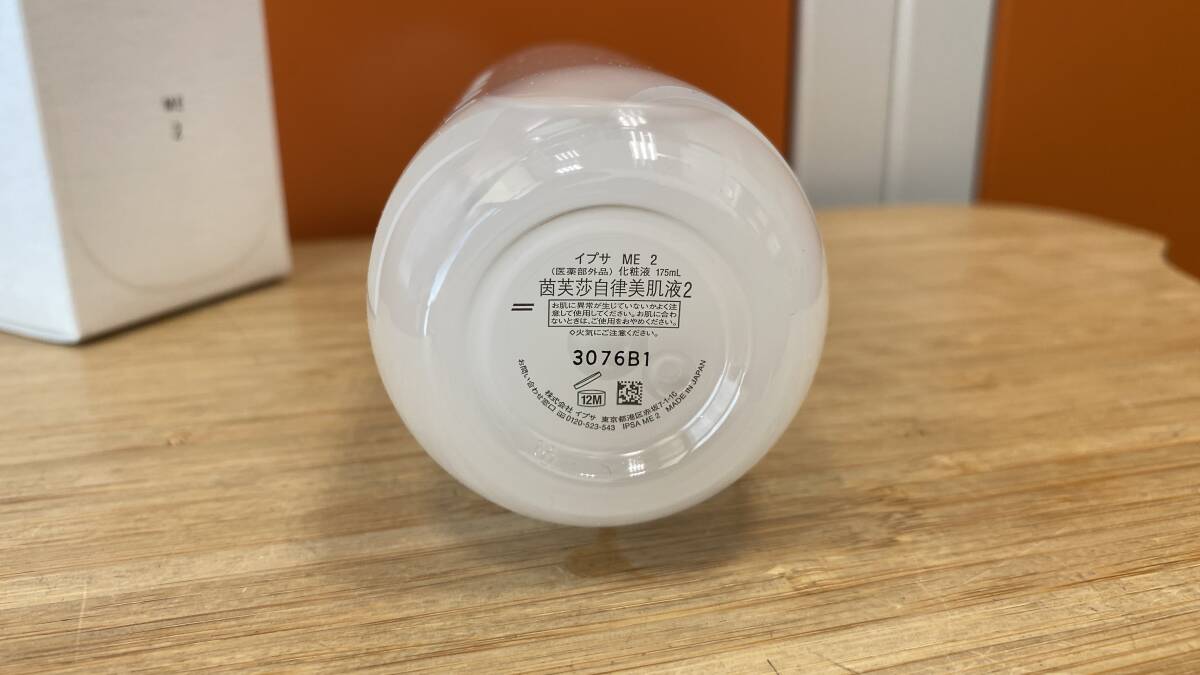 ME
2
イプサ ME 2
(医薬部外品) 化粧液 175mL
茵芙莎自律美肌液2
お肌に異常が生じていないかよく注
意して使用してください。お肌に合わ
ないときは、ご使用をおやめください。
◇火気にご注意ください。
3076B1
12M
株式会社 イプサ 東京都港区赤坂7-1-16
お問い合わせ窓口 0120-523-543 IPSA ME 2 MADE IN JAPAN